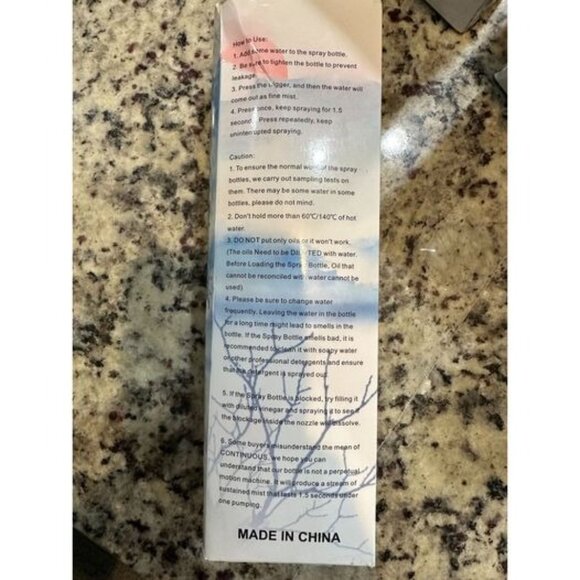 How to Use:
1. Add some water to the spray bottle.
2. Be sure to tighten the bottle to prevent
leakage.
3. Press the trigger, and then the water will
come out as fine mist.
4. Press once, keep spraying for 1.5
seconds. Press repeatedly, keep
uninterrupted spraying.
Caution:
1. To ensure the normal work of the spray
bottles, we carry out sampling tests on
them. There may be some water in some
bottles, please do not mind.
2. Don't hold more than 60℃/140℃ of hot
water.
3. DO NOT put only oils or it won't work.
(The oils Need to be DILUTED with water.
Before Loading the Spray Bottle, Oil that
cannot be reconciled with water cannot be
used)
4. Please be sure to change water
frequently. Leaving the water in the bottle
for a long time might lead to smells in the
bottle. If the Spray Bottle smells bad, it is
recommended to clean it with soapy water
or other professional detergents and ensure
that the detergent is sprayed out.
5. If the Spray Bottle is blocked, try filling it
with diluted vinegar and spraying it to see if
the blockage inside the nozzle will dissolve.
6. Some buyers misunderstand the mean of
CONTINUOUS, we hope you can
understand that our bottle is not a perpetual
motion machine. It will produce a stream of
sustained mist that lasts 1.5 seconds under
one pumping.
MADE IN CHINA